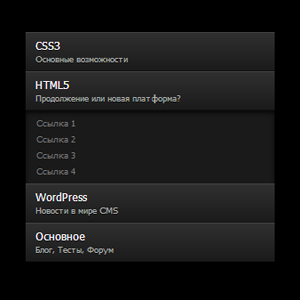 CSS3
Основные возможности
HTML5
Продолжение или новая платформа?
Ссылка 1
Ссылка 2
Ссылка 3
Ссылка 4
WordPress
Новости в мире CMS
Основное
Блог, Тесты, Форум